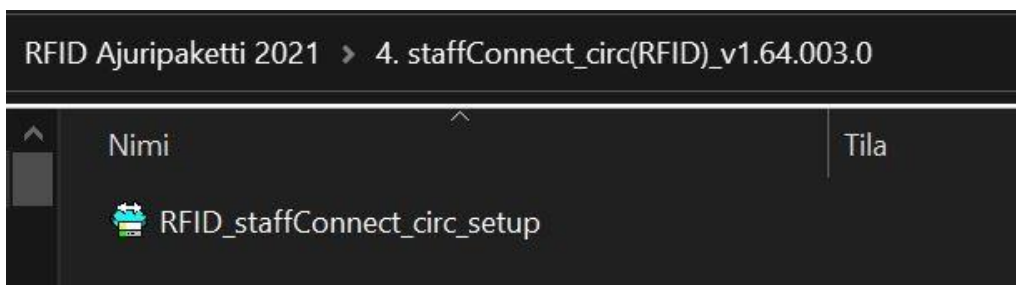 RFID Ajuripaketti 2021 > 4. staffConnect_circ(RFID)_v1.64.003.0
Nimi Tila
RFID_staffConnect_circ_setup